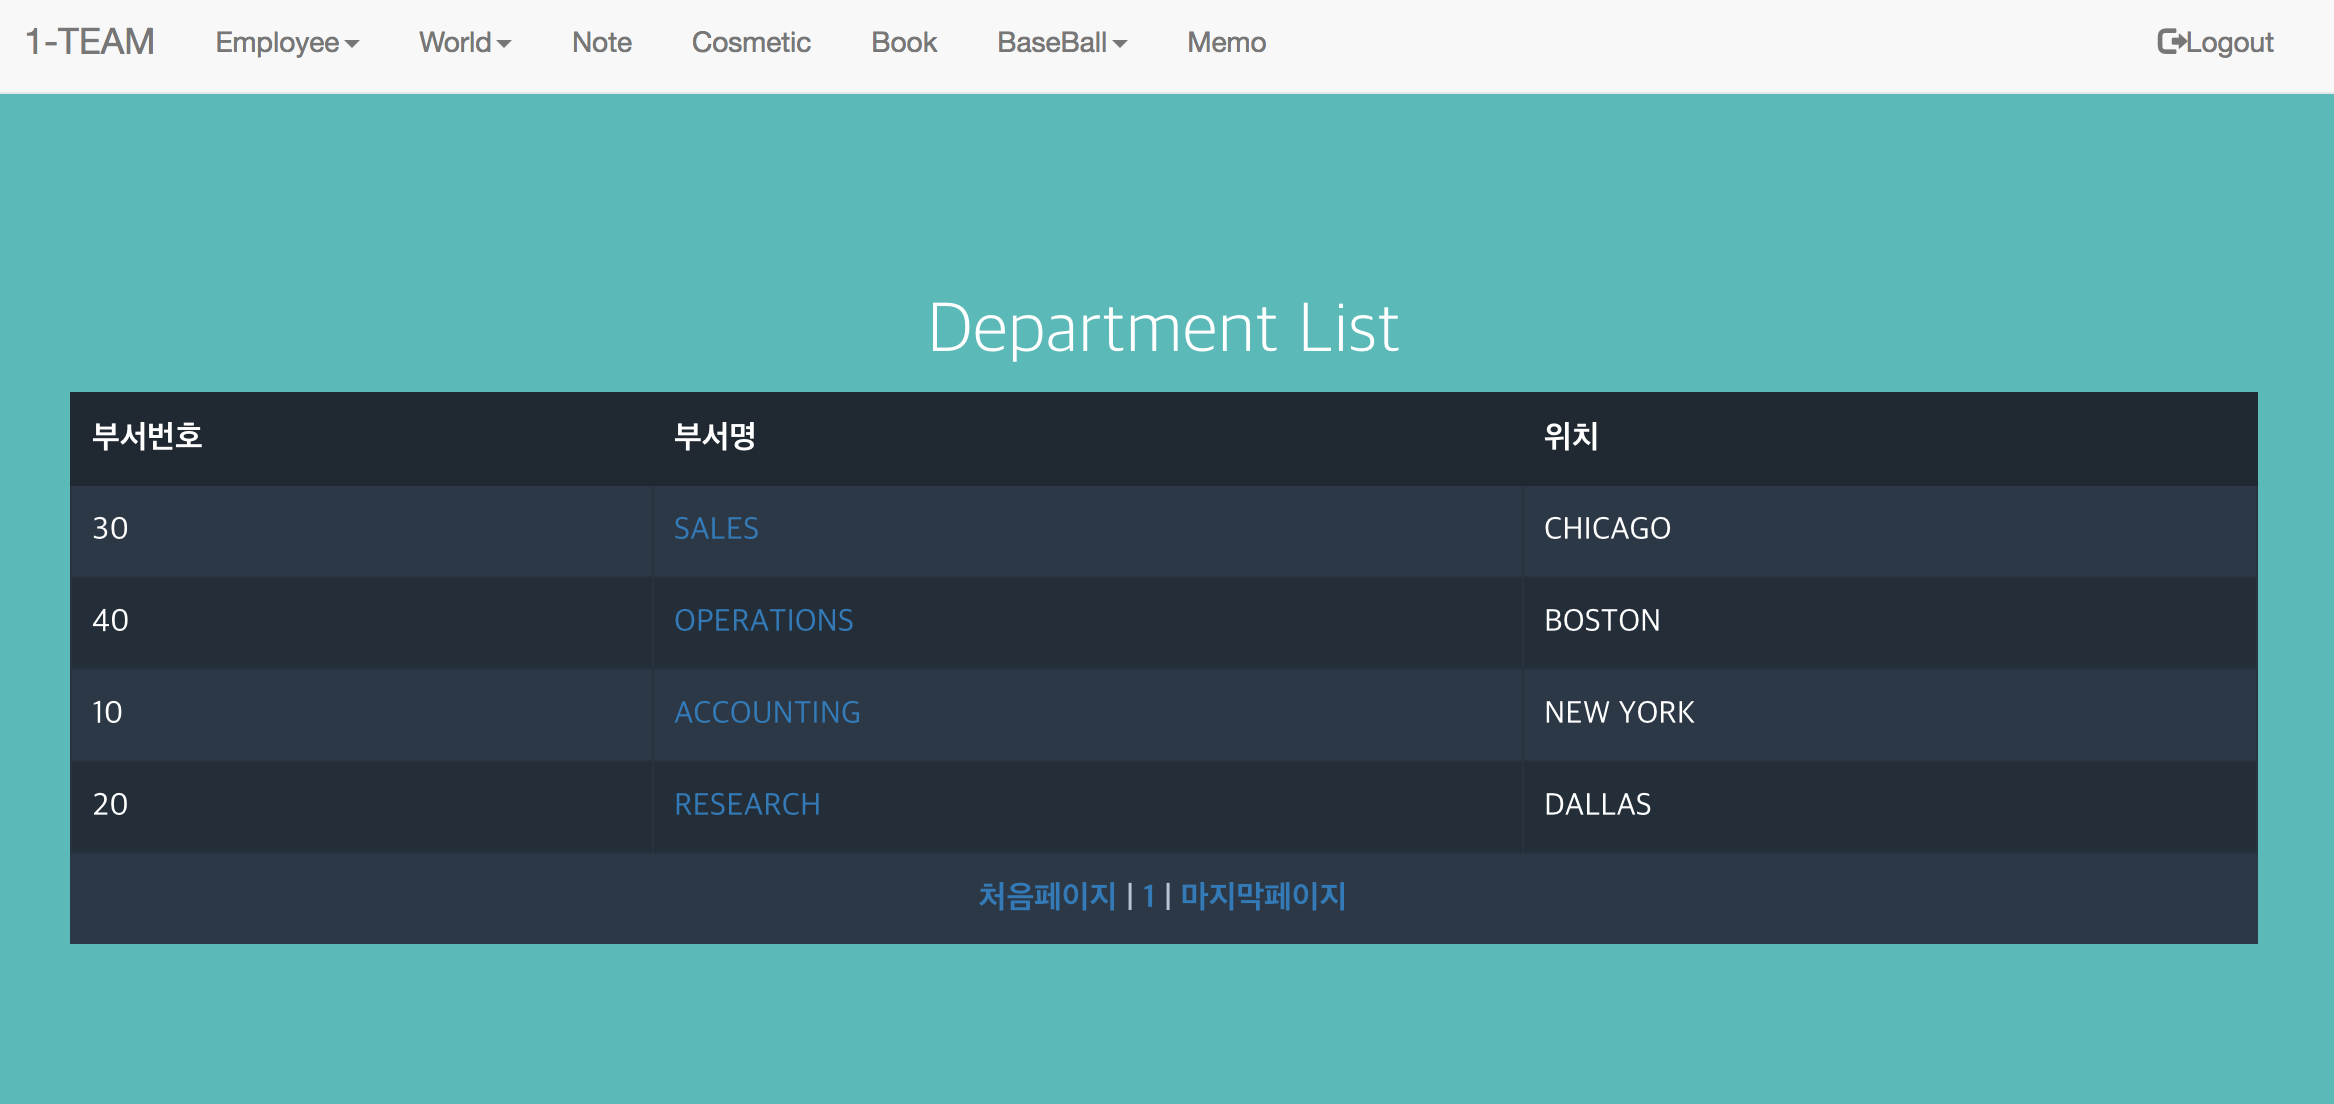 1-TEAM Employee World Note Cosmetic Book BaseBall Memo Logout
Department List
부서번호 부서명 위치
30 SALES CHICAGO
40 OPERATIONS BOSTON
10 ACCOUNTING NEW YORK
20 RESEARCH DALLAS
처음페이지 | 1 | 마지막페이지